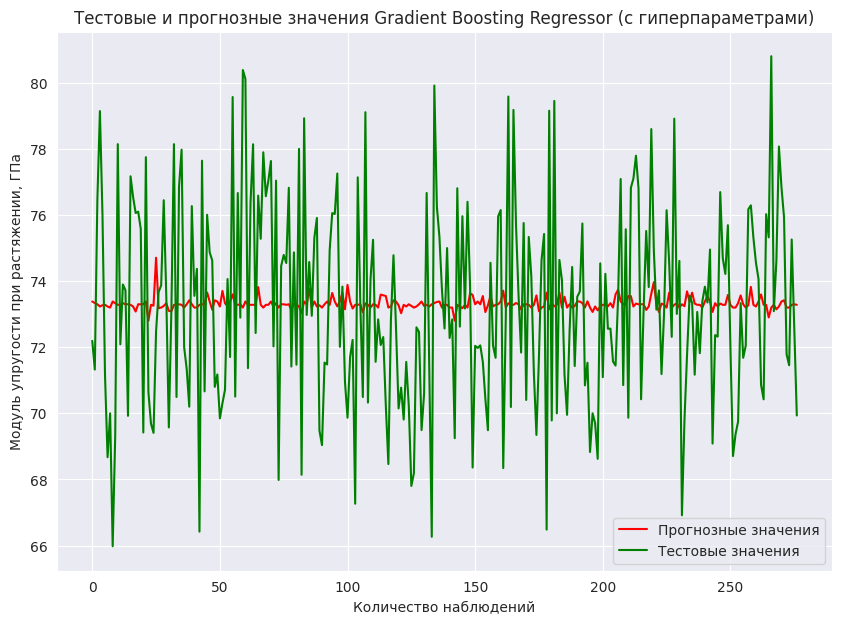 Тестовые и прогнозные значения Gradient Boosting Regressor (с гиперпараметрами)
Модуль упругости при растяжении, ГПа
80
78
76
74
72
70
68
66
0
50
100
150
200
250
Количество наблюдений
Прогнозные значения
Тестовые значения